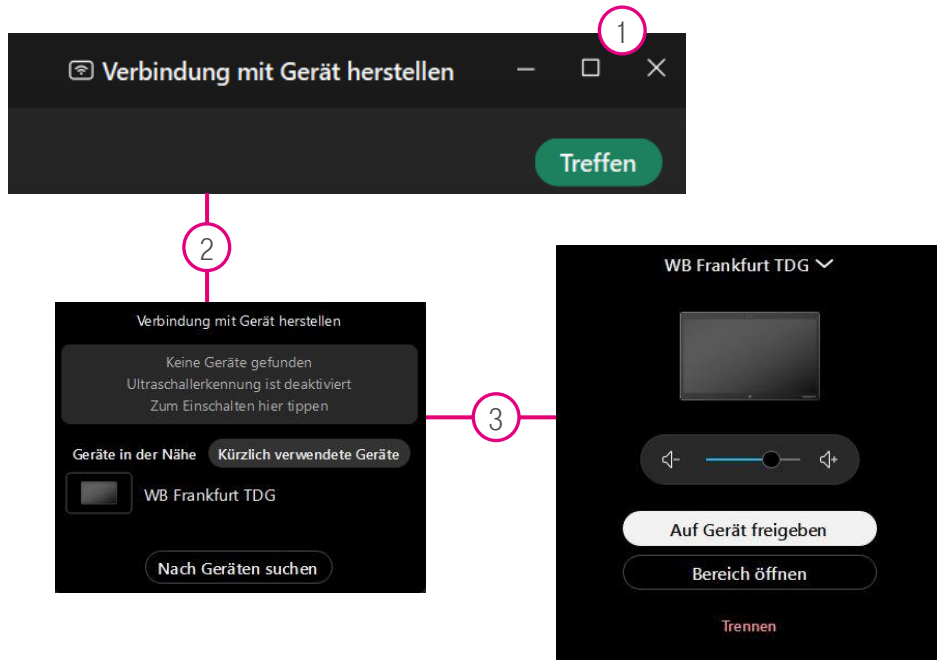 1
Verbindung mit Gerät herstellen
Treffen
2
Verbindung mit Gerät herstellen
Keine Geräte gefunden
Ultraschallerkennung ist deaktiviert
Zum Einschalten hier tippen
Geräte in der Nähe Kürzlich verwendete Geräte
WB Frankfurt TDG
Nach Geräten suchen
3
WB Frankfurt TDG
Auf Gerät freigeben
Bereich öffnen
Trennen